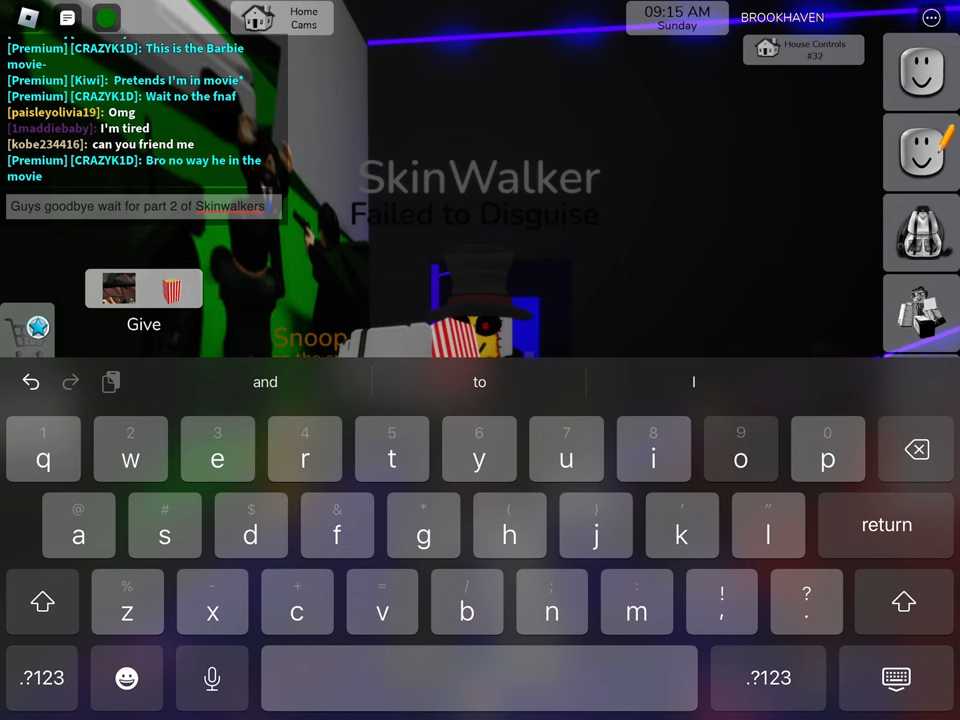 Home
Cams
09:15 AM
Sunday
BROOKHAVEN
House Controls
#32
[Premium] [CRAZYK1D]: This is the Barbie
movie-
[Premium] [Kiwi]: Pretends I'm in movie*
[Premium] [CRAZYK1D]: Wait no the fnaf
[paisleyolivia19]: Omg
[1maddiebaby]: I'm tired
[kobe234416]: can you friend me
[Premium] [CRAZYK1D]: Bro no way he in the
movie
Guys goodbye wait for part 2 of Skinwalkers
SkinWalker
Failed to Disguise
Give
Snoop
and to I
1 2 3 4 5 6 7 8 9 0
q w e r t y u i o p
@ # $ & * ( ) ' "
a s d f g h j k l return
% - + = / ; : ! ?
z x c v b n m , .
.?123 .?123